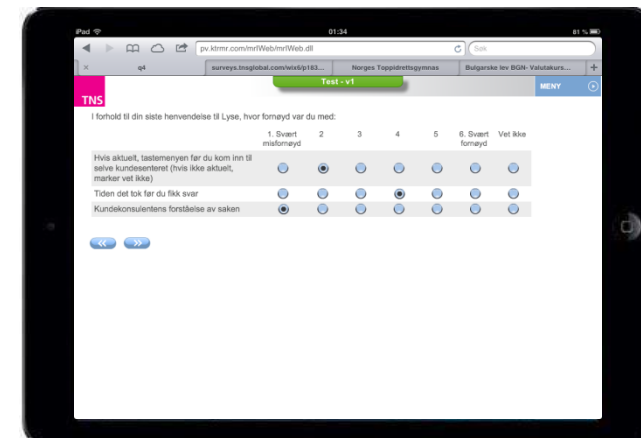 iPad
01:34
81 %
pv.ktrmr.com/mrIWeb/mrIWeb.dll
Søk
q4
surveys.tnsglobal.com/wix6/p163...
Norges Toppidrettsgymnas
Bulgarske lev BGN- Valutakurs...
TNS
Test - v1
MENY
I forhold til din siste henvendelse til Lyse, hvor fornøyd var du med:
1. Svært misfornøyd
2
3
4
5
6. Svært fornøyd
Vet ikke
Hvis aktuelt, tastemenyen før du kom inn til
selve kundesenteret (hvis ikke aktuelt,
marker vet ikke)
Tiden det tok før du fikk svar
Kundekonsulentens forståelse av saken